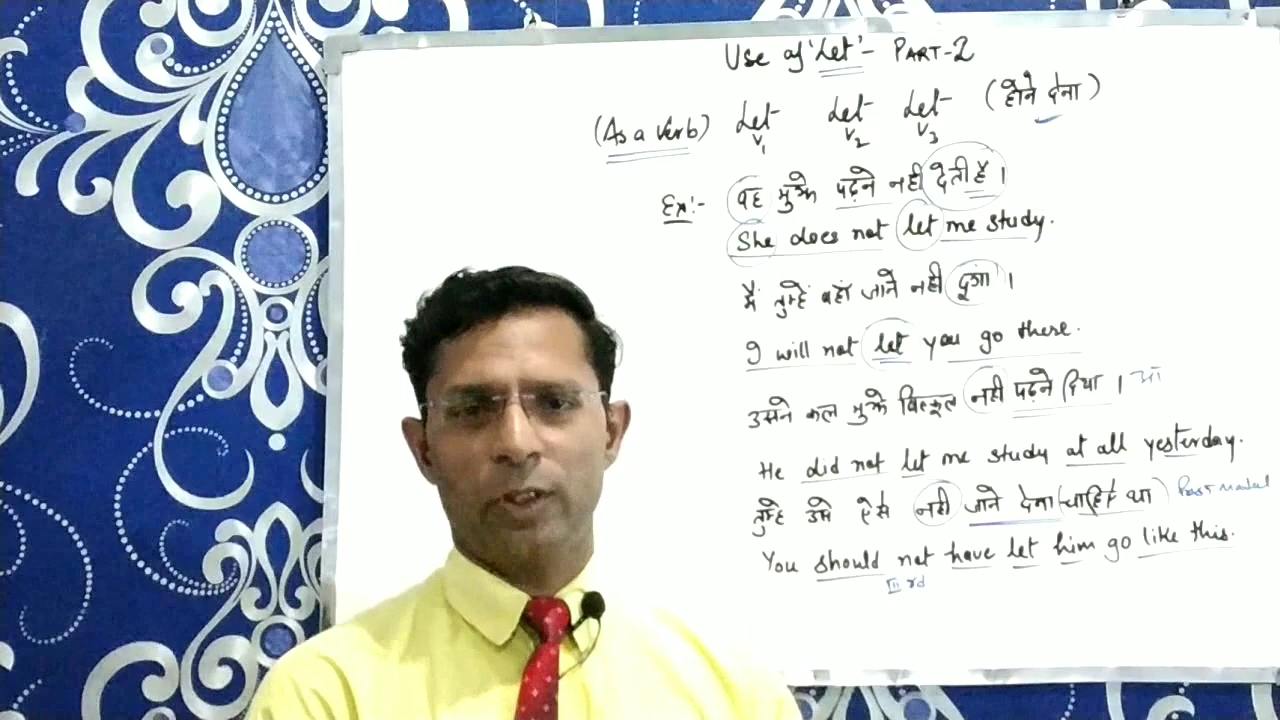 Use of 'Let' - PART-2
(As a verb) Let Let Let (होने देना)
V1 V2 V3
Ex:- वह मुझे पढ़ने नही देती है।
She does not let me study.
मैं तुम्हें वहाँ जाने नही दूंगा।
I will not let you go there.
उसने कल मुझे बिल्कुल नही पढ़ने दिया।
He did not let me study at all yesterday.
तुम्हे उसे ऐसे नही जाने देना चाहिए था Past modal
You should not have let him go like this.
III rd